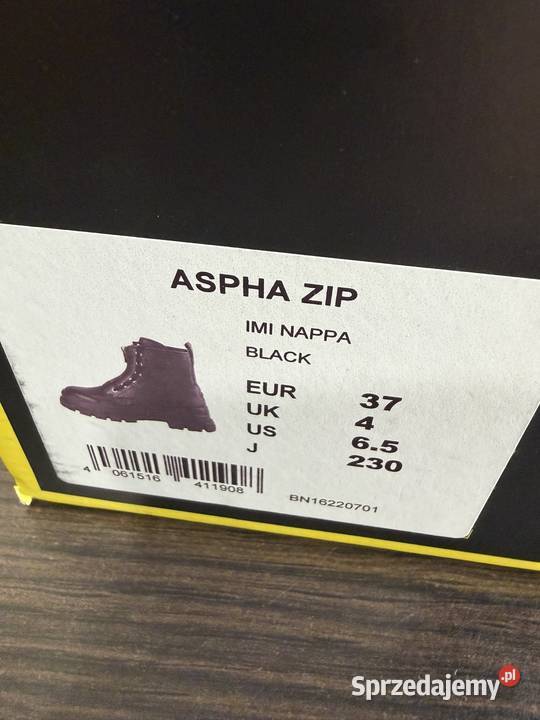 ASPHA ZIP
IMI NAPPA
BLACK
EUR 37
UK 4
US 6.5
J 230
4 061516 411908
BN16220701
Sprzedajemy.pl